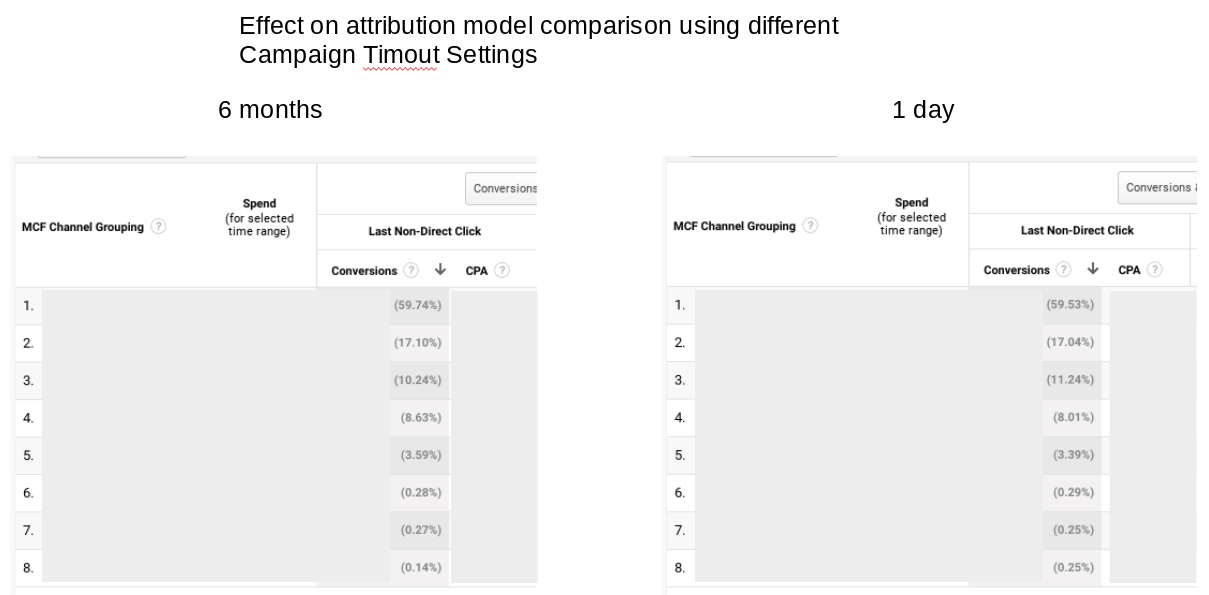 Effect on attribution model comparison using different
Campaign Timout Settings
6 months
1 day
Conversions
MCF Channel Grouping ?
Spend
(for selected
time range)
Last Non-Direct Click
Conversions ? ↓ CPA ?
1. (59.74%)
2. (17.10%)
3. (10.24%)
4. (8.63%)
5. (3.59%)
6. (0.28%)
7. (0.27%)
8. (0.14%)
Conversions
MCF Channel Grouping ?
Spend
(for selected
time range)
Last Non-Direct Click
Conversions ? ↓ CPA ?
1. (59.53%)
2. (17.04%)
3. (11.24%)
4. (8.01%)
5. (3.39%)
6. (0.29%)
7. (0.25%)
8. (0.25%)